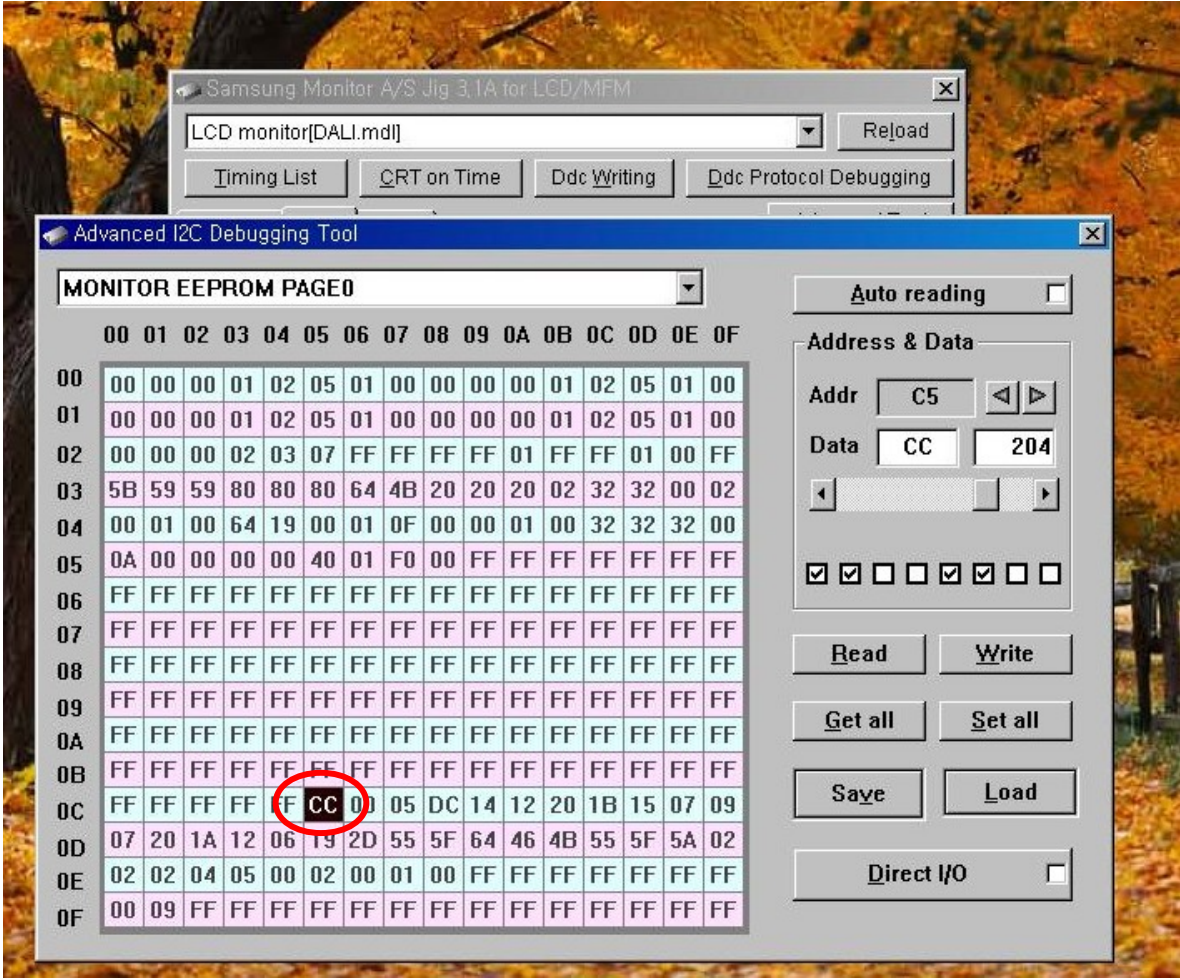 Samsung Monitor A/S Jig 3,1A for LCD/MFM
LCD monitor[DALI.mdl]
Reload
Timing List
CRT on Time
Ddc Writing
Ddc Protocol Debugging
Advanced I2C Debugging Tool
MONITOR EEPROM PAGE0
Auto reading
00 01 02 03 04 05 06 07 08 09 0A 0B 0C 0D 0E 0F
00 00 00 00 01 02 05 01 00 00 00 00 01 02 05 01 00
01 00 00 00 01 02 05 01 00 00 00 00 01 02 05 01 00
02 00 00 00 02 03 07 FF FF FF FF 01 FF FF 01 00 FF
03 5B 59 59 80 80 80 64 4B 20 20 20 02 32 32 00 02
04 00 01 00 64 19 00 01 0F 00 00 01 00 32 32 32 00
05 0A 00 00 00 00 40 01 F0 00 FF FF FF FF FF FF FF
06 FF FF FF FF FF FF FF FF FF FF FF FF FF FF FF FF
07 FF FF FF FF FF FF FF FF FF FF FF FF FF FF FF FF
08 FF FF FF FF FF FF FF FF FF FF FF FF FF FF FF FF
09 FF FF FF FF FF FF FF FF FF FF FF FF FF FF FF FF
0A FF FF FF FF FF FF FF FF FF FF FF FF FF FF FF FF
0B FF FF FF FF FF FF FF FF FF FF FF FF FF FF FF FF
0C FF FF FF FF FF CC 00 05 DC 14 12 20 1B 15 07 09
0D 07 20 1A 12 06 19 2D 55 5F 64 46 4B 55 5F 5A 02
0E 02 02 04 05 00 02 00 01 00 FF FF FF FF FF FF FF
0F 00 09 FF FF FF FF FF FF FF FF FF FF FF FF FF FF
Address & Data
Addr C5
Data CC 204
Read Write
Get all Set all
Save Load
Direct I/O